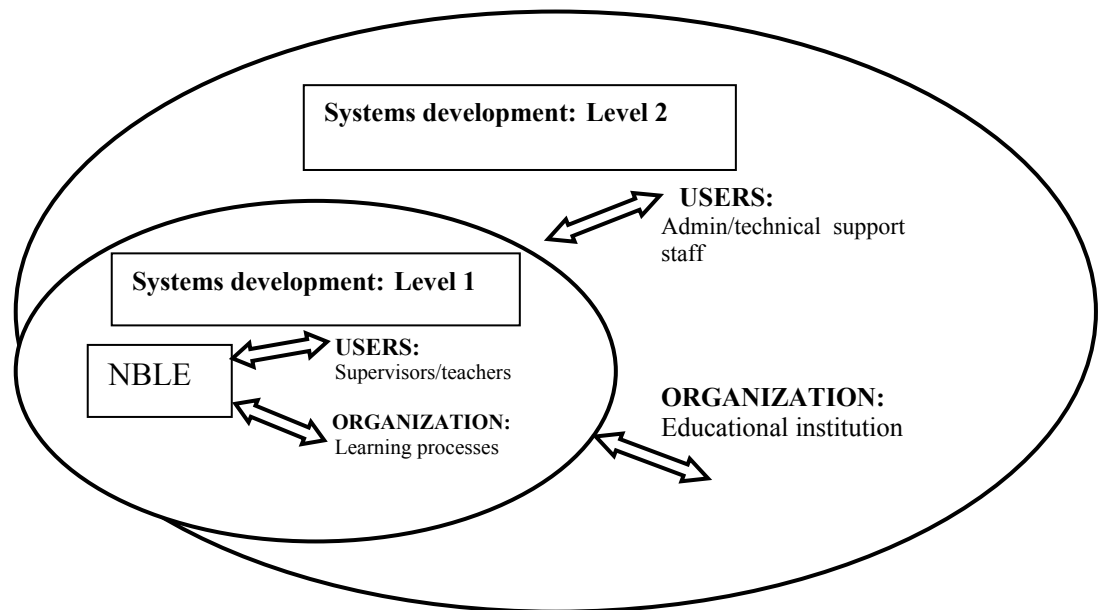 Systems development: Level 2
USERS:
Admin/technical support
staff
Systems development: Level 1
NBLE
USERS:
Supervisors/teachers
ORGANIZATION:
Learning processes
ORGANIZATION:
Educational institution